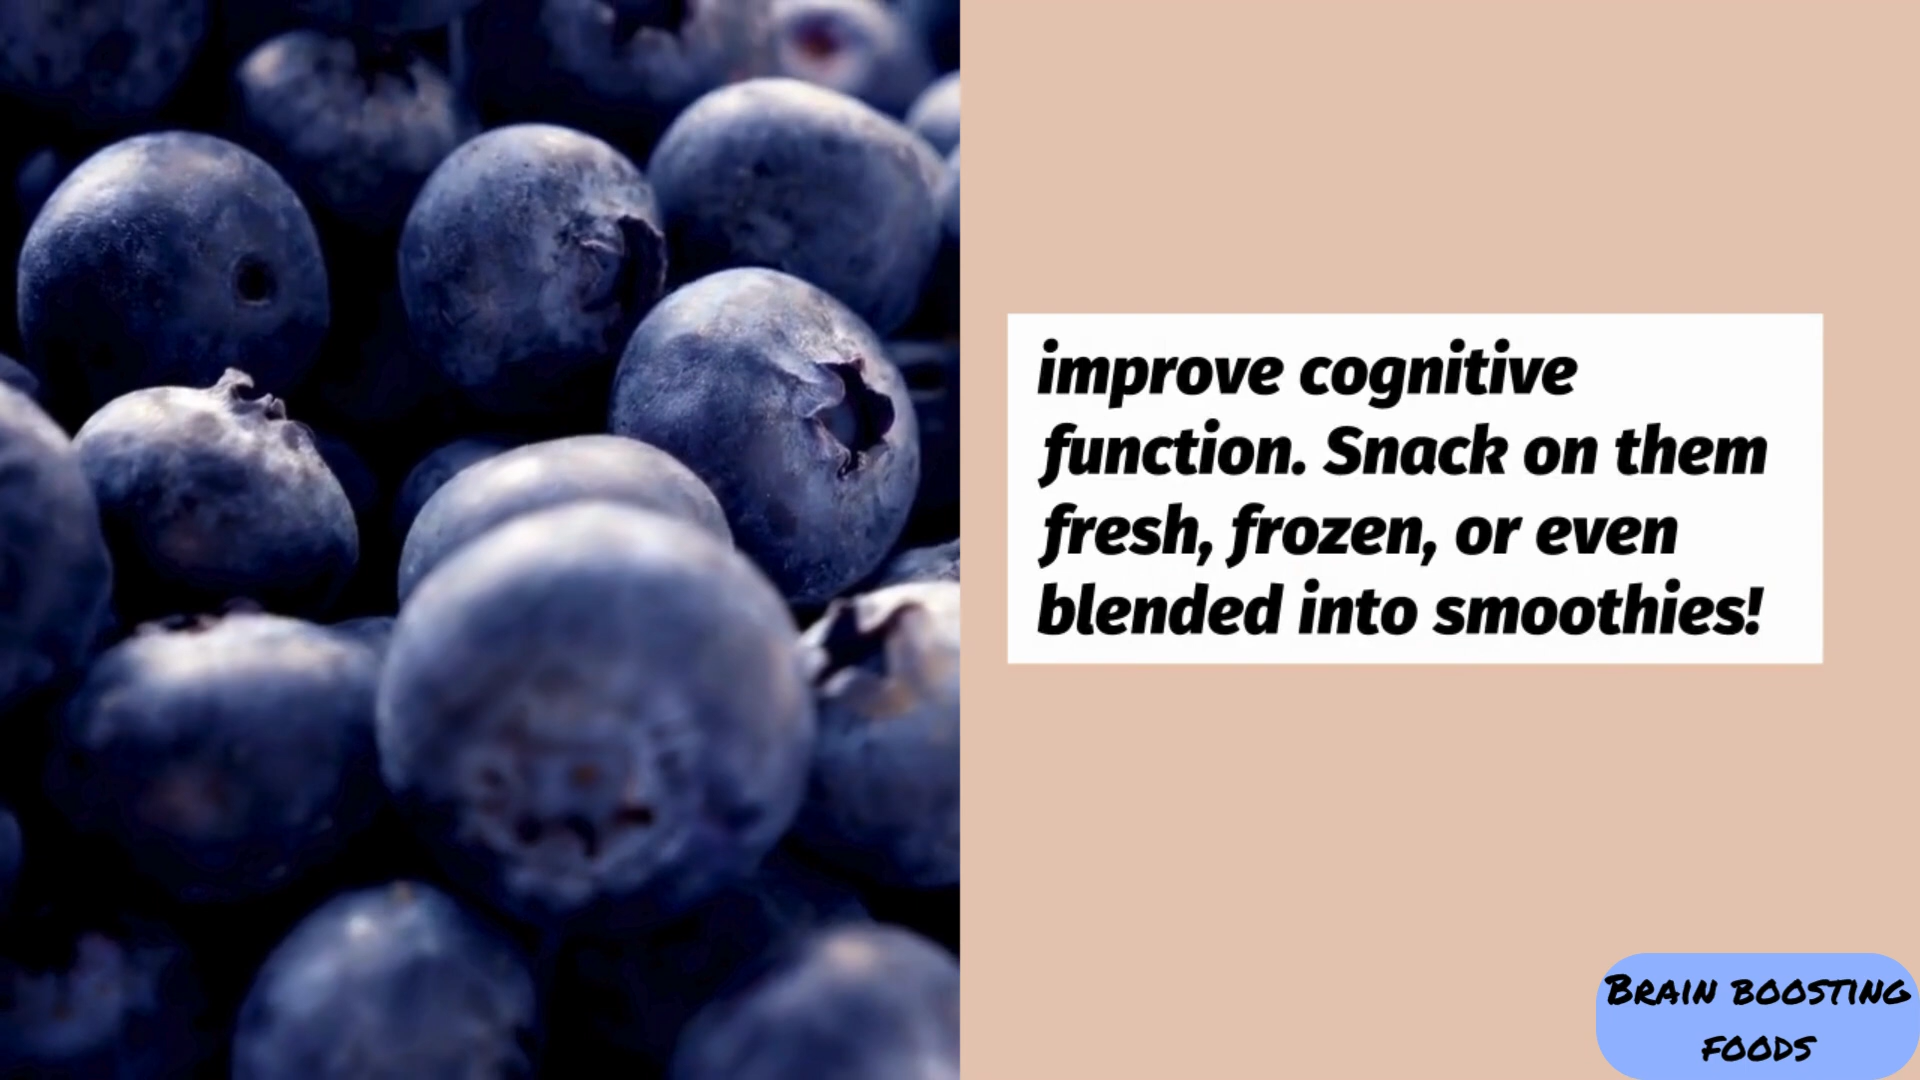 improve cognitive
function. Snack on them
fresh, frozen, or even
blended into smoothies!
Brain boosting
foods